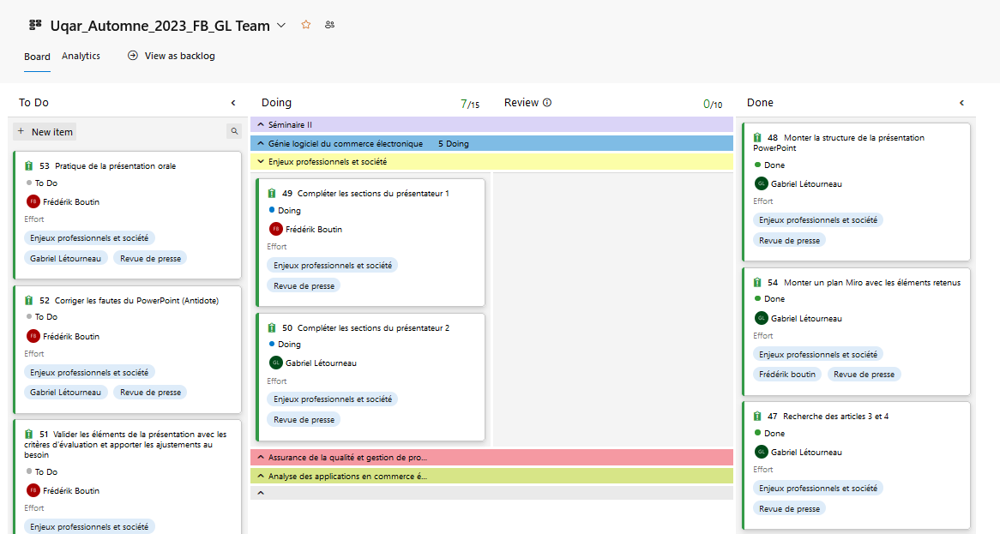 Uqar_Automne_2023_FB_GL Team
Board Analytics View as backlog
To Do
New item
53 Pratique de la présentation orale
To Do
FB Frédérik Boutin
Effort
Enjeux professionnels et société
Gabriel Létourneau Revue de presse
52 Corriger les fautes du PowerPoint (Antidote)
To Do
FB Frédérik Boutin
Effort
Enjeux professionnels et société
Gabriel Létourneau Revue de presse
51 Valider les éléments de la présentation avec les
critères d'évaluation et apporter les ajustements au
besoin
To Do
FB Frédérik Boutin
Effort
Enjeux professionnels et société
Doing 7/15
Review 0/10
Séminaire II
Génie logiciel du commerce électronique 5 Doing
Enjeux professionnels et société
49 Compléter les sections du présentateur 1
Doing
FB Frédérik Boutin
Effort
Enjeux professionnels et société
Revue de presse
50 Compléter les sections du présentateur 2
Doing
GL Gabriel Létourneau
Effort
Enjeux professionnels et société
Revue de presse
Assurance de la qualité et gestion de pro...
Analyse des applications en commerce é...
Done
48 Monter la structure de la présentation
PowerPoint
Done
GL Gabriel Létourneau
Effort
Enjeux professionnels et société
Revue de presse
54 Monter un plan Miro avec les éléments retenus
Done
GL Gabriel Létourneau
Effort
Enjeux professionnels et société
Frédérik boutin Revue de presse
47 Recherche des articles 3 et 4
Done
GL Gabriel Létourneau
Effort
Enjeux professionnels et société
Revue de presse